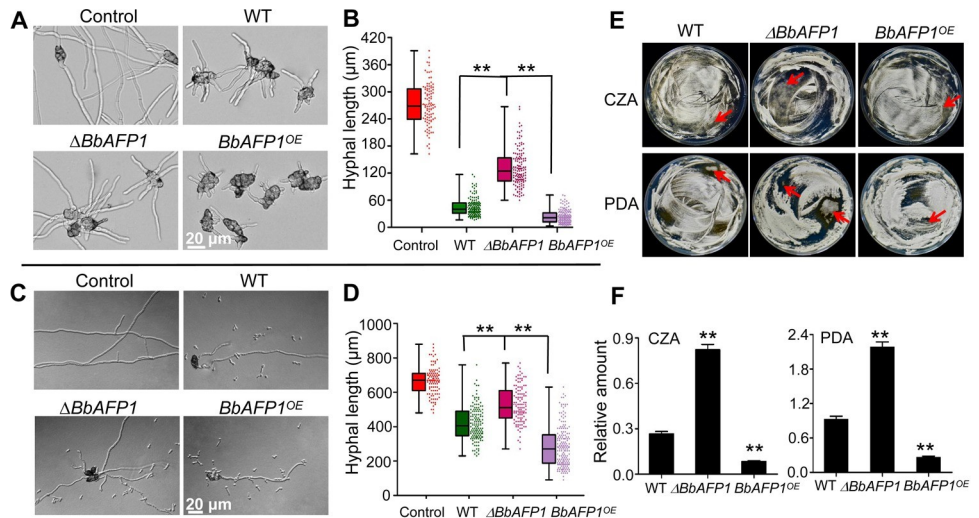 A
Control
WT
ΔBbAFP1
BbAFP1OE
20 μm
B
Hyphal length (μm)
420
360
300
240
180
120
60
0
**
**
Control
WT
ΔBbAFP1
BbAFP1OE
C
Control
WT
ΔBbAFP1
BbAFP1OE
20 μm
D
Hyphal length (μm)
1000
800
600
400
200
0
**
**
Control
WT
ΔBbAFP1
BbAFP1OE
E
WT
ΔBbAFP1
BbAFP1OE
CZA
PDA
F
Relative amount
0.9
0.6
0.3
0.0
CZA
**
**
WT
ΔBbAFP1
BbAFP1OE
2.4
1.8
1.2
0.6
0.0
PDA
**
**
WT
ΔBbAFP1
BbAFP1OE